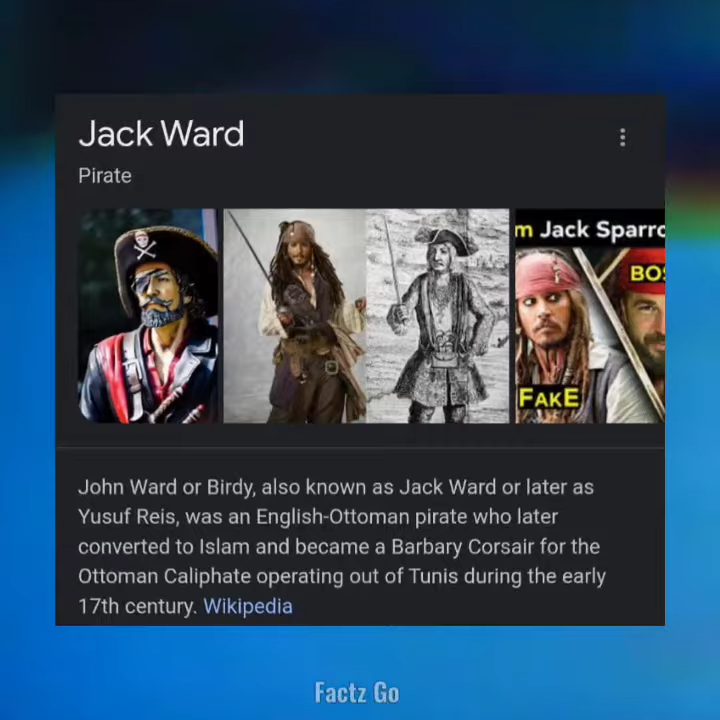 Jack Ward
Pirate
m Jack Sparro
BOS
FAKE
John Ward or Birdy, also known as Jack Ward or later as
Yusuf Reis, was an English-Ottoman pirate who later
converted to Islam and became a Barbary Corsair for the
Ottoman Caliphate operating out of Tunis during the early
17th century. Wikipedia
Factz Go